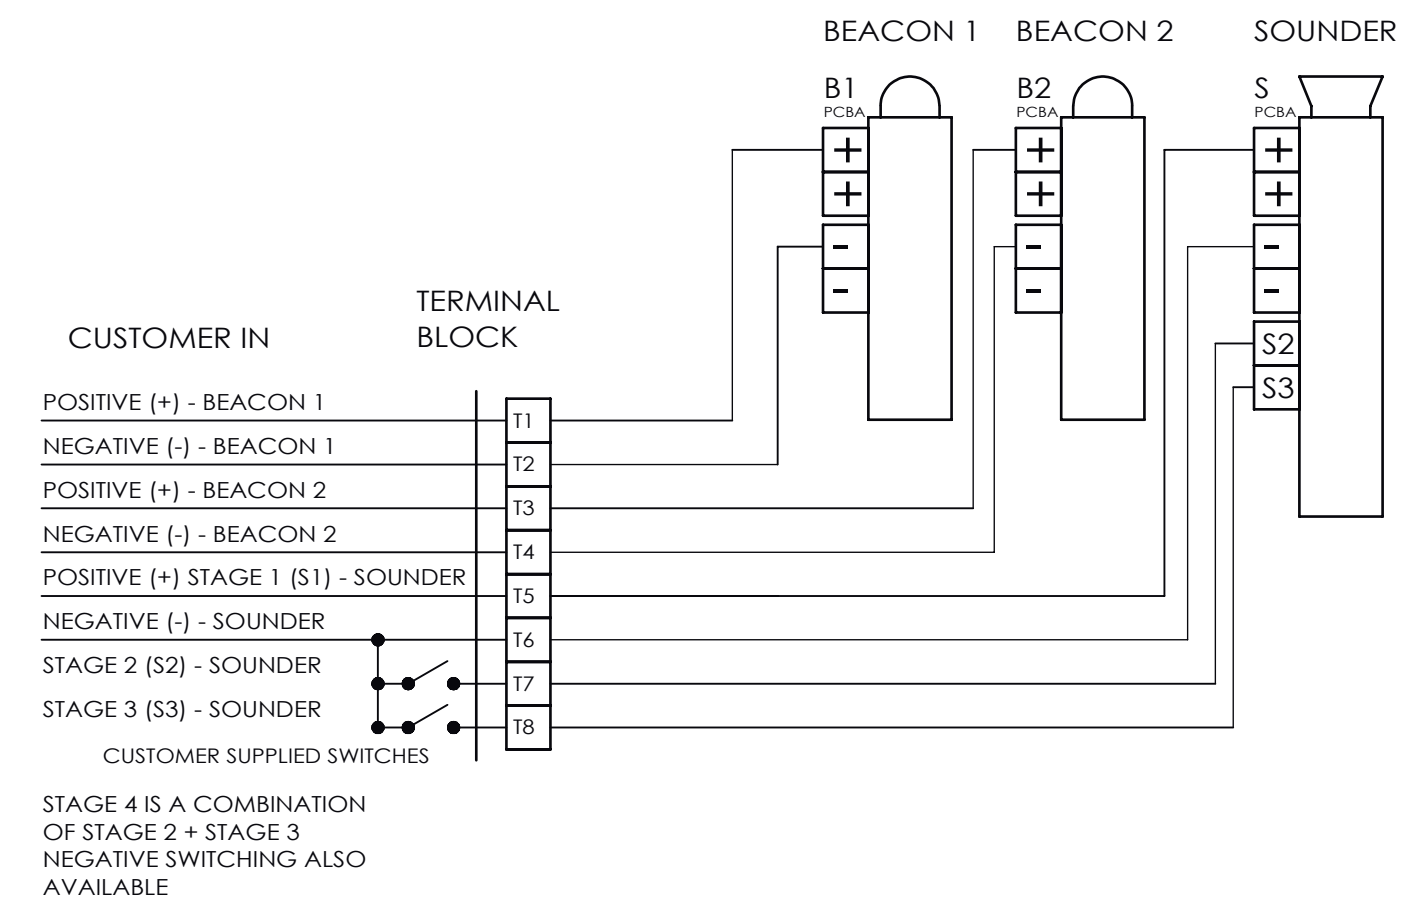 BEACON 1 BEACON 2 SOUNDER
B1 B2 S
PCBA PCBA PCBA
+ + +
+ + +
- - -
- - -
S2
S3
TERMINAL
BLOCK
CUSTOMER IN
POSITIVE (+) - BEACON 1
T1
NEGATIVE (-) - BEACON 1
T2
POSITIVE (+) - BEACON 2
T3
NEGATIVE (-) - BEACON 2
T4
POSITIVE (+) STAGE 1 (S1) - SOUNDER
T5
NEGATIVE (-) - SOUNDER
T6
STAGE 2 (S2) - SOUNDER
T7
STAGE 3 (S3) - SOUNDER
T8
CUSTOMER SUPPLIED SWITCHES
STAGE 4 IS A COMBINATION
OF STAGE 2 + STAGE 3
NEGATIVE SWITCHING ALSO
AVAILABLE